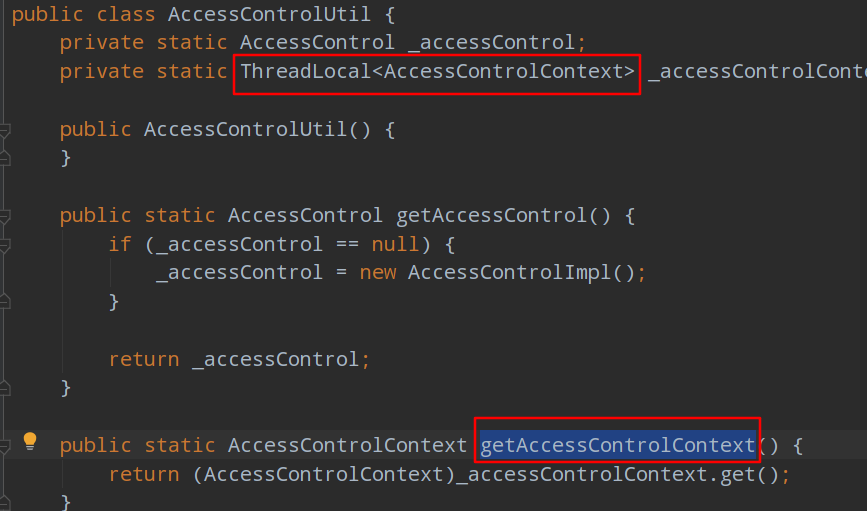 public class AccessControlUtil {
private static AccessControl _accessControl;
private static ThreadLocal<AccessControlContext> _accessControlConte
public AccessControlUtil() {
}
public static AccessControl getAccessControl() {
if (_accessControl == null) {
_accessControl = new AccessControlImpl();
}
return _accessControl;
}
public static AccessControlContext getAccessControlContext() {
return (AccessControlContext)_accessControlContext.get();
}